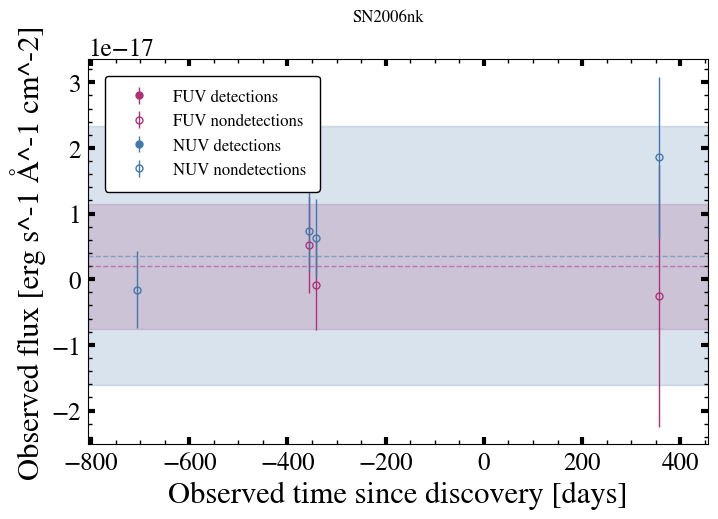 SN2006nk
1e−17
Observed flux [erg s^-1 Å^-1 cm^-2]
3
2
1
0
−1
−2
FUV detections
FUV nondetections
NUV detections
NUV nondetections
−800 −600 −400 −200 0 200 400
Observed time since discovery [days]